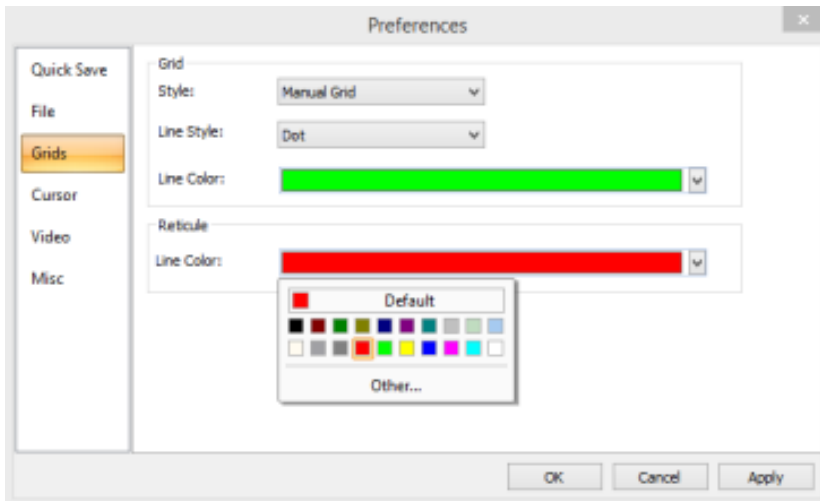 Preferences
Quick Save
File
Grids
Cursor
Video
Misc
Grid
Style:
Manual Grid
Line Style:
Dot
Line Color:
Reticule
Line Color:
Default
Other...
OK
Cancel
Apply